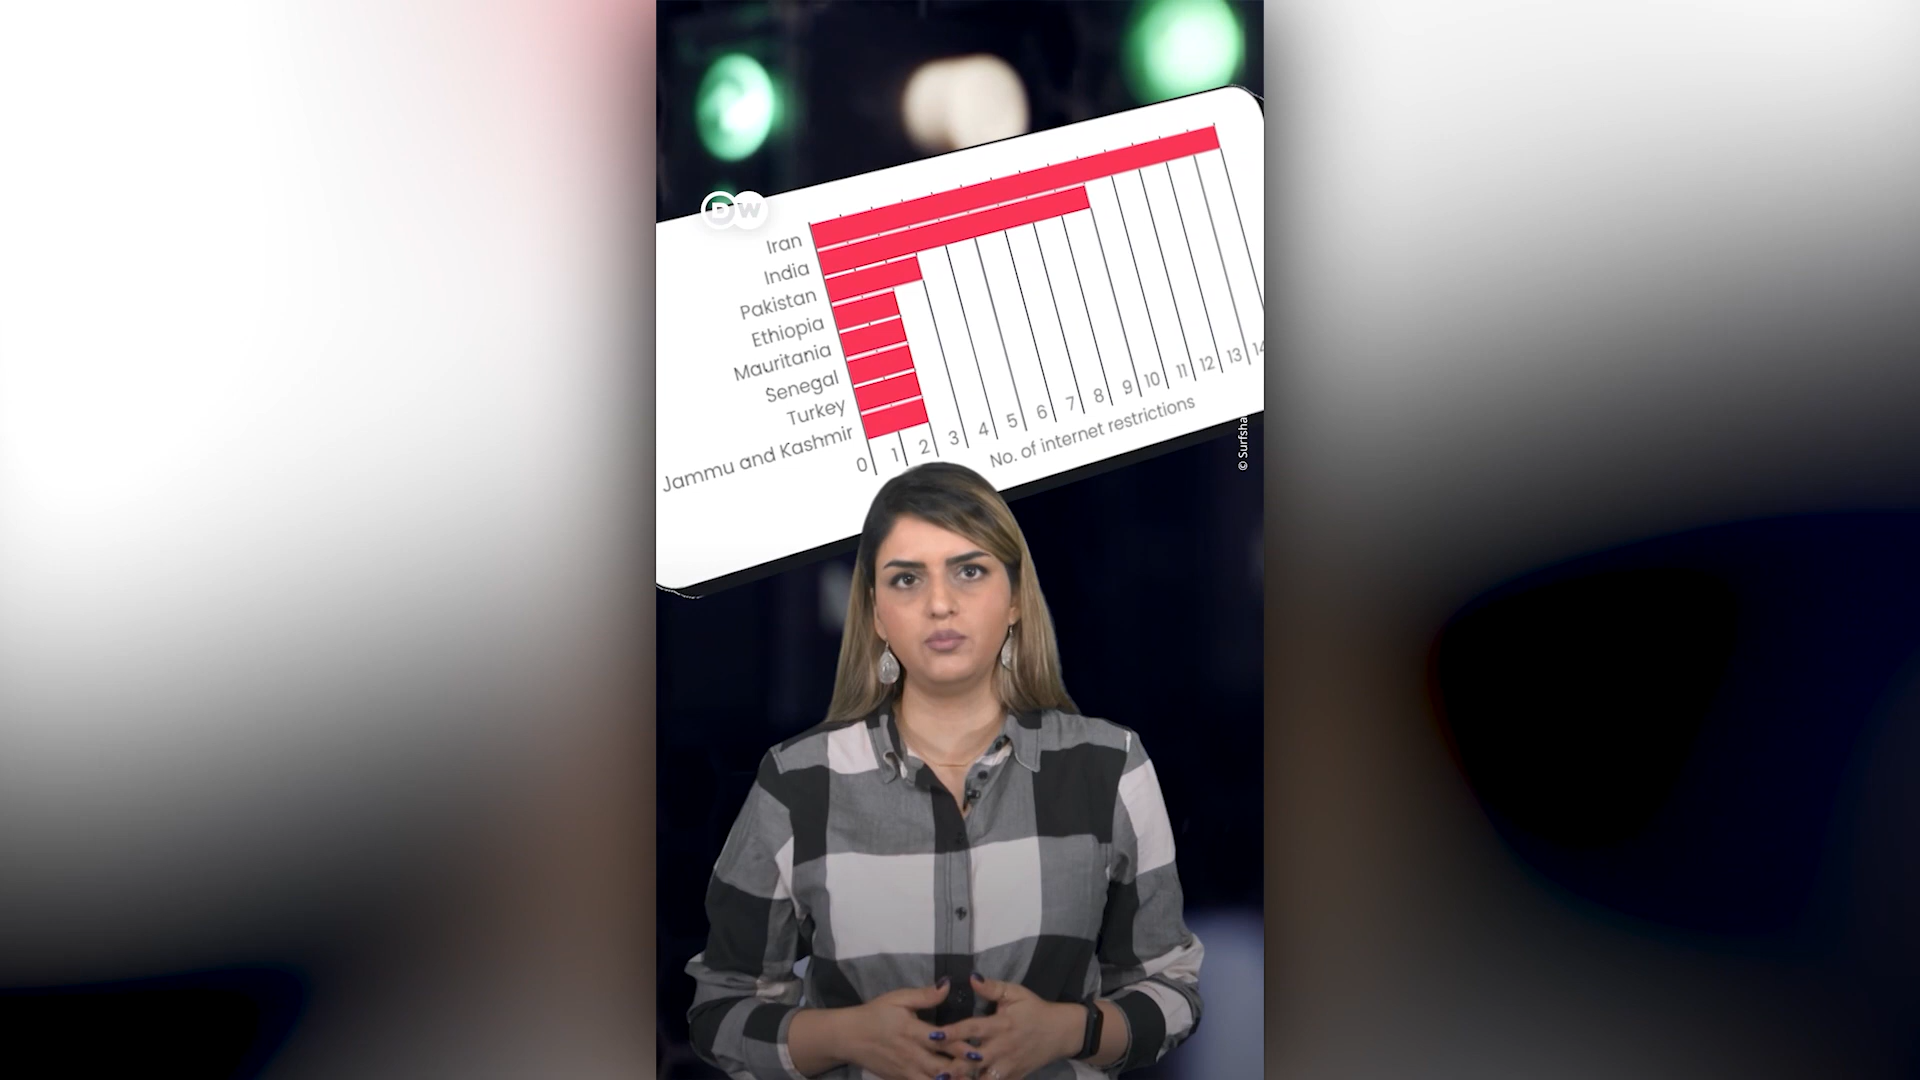 DW
Iran
India
Pakistan
Ethiopia
Mauritania
Senegal
Turkey
Jammu and Kashmir
0 1 2 3 4 5 6 7 8 9 10 11 12 13 14
No. of internet restrictions
© Surfsha